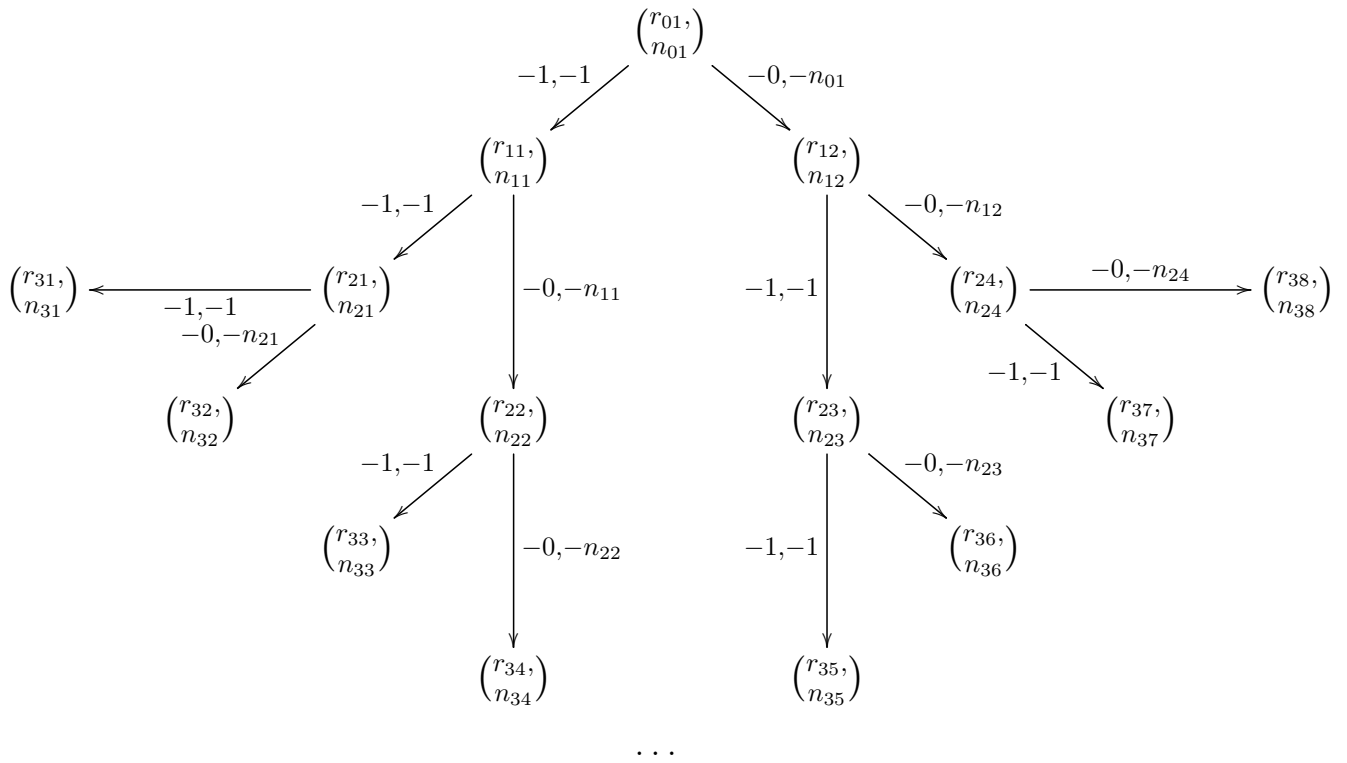 (r₀₁, n₀₁)
−1,−1
−0,−n₀₁
(r₁₁, n₁₁)
(r₁₂, n₁₂)
−1,−1
−0,−n₁₂
(r₃₁, n₃₁)
−1,−1
(r₂₁, n₂₁)
−0,−n₁₁
−1,−1
(r₂₄, n₂₄)
−0,−n₂₄
(r₃₈, n₃₈)
−0,−n₂₁
−1,−1
(r₃₂, n₃₂)
(r₂₂, n₂₂)
(r₂₃, n₂₃)
(r₃₇, n₃₇)
−1,−1
−0,−n₂₃
(r₃₃, n₃₃)
−0,−n₂₂
−1,−1
(r₃₆, n₃₆)
(r₃₄, n₃₄)
(r₃₅, n₃₅)
. . .